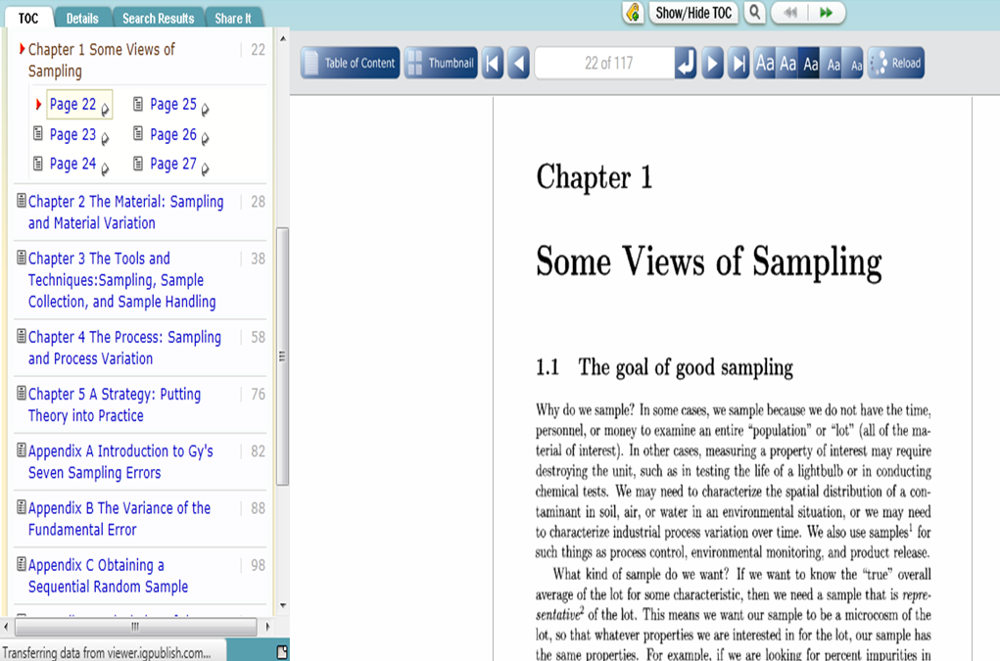 TOC
Details
Search Results
Share It
Show/Hide TOC
Chapter 1 Some Views of
Sampling
22
Page 22
Page 25
Page 23
Page 26
Page 24
Page 27
Chapter 2 The Material: Sampling
and Material Variation
28
Chapter 3 The Tools and
Techniques:Sampling, Sample
Collection, and Sample Handling
38
Chapter 4 The Process: Sampling
and Process Variation
58
Chapter 5 A Strategy: Putting
Theory into Practice
76
Appendix A Introduction to Gy's
Seven Sampling Errors
82
Appendix B The Variance of the
Fundamental Error
88
Appendix C Obtaining a
Sequential Random Sample
98
Transferring data from viewer.igpublish.com...
Table of Content
Thumbnail
22 of 117
Aa Aa Aa Aa Aa
Reload
Chapter 1
Some Views of Sampling
1.1 The goal of good sampling
Why do we sample? In some cases, we sample because we do not have the time,
personnel, or money to examine an entire “population” or “lot” (all of the ma-
terial of interest). In other cases, measuring a property of interest may require
destroying the unit, such as in testing the life of a lightbulb or in conducting
chemical tests. We may need to characterize the spatial distribution of a con-
taminant in soil, air, or water in an environmental situation, or we may need
to characterize industrial process variation over time. We also use samples¹ for
such things as process control, environmental monitoring, and product release.
What kind of sample do we want? If we want to know the “true” overall
average of the lot for some characteristic, then we need a sample that is repre-
sentative² of the lot. This means we want our sample to be a microcosm of the
lot, so that whatever properties we are interested in for the lot, our sample has
the same properties. For example, if we are looking for percent impurities in